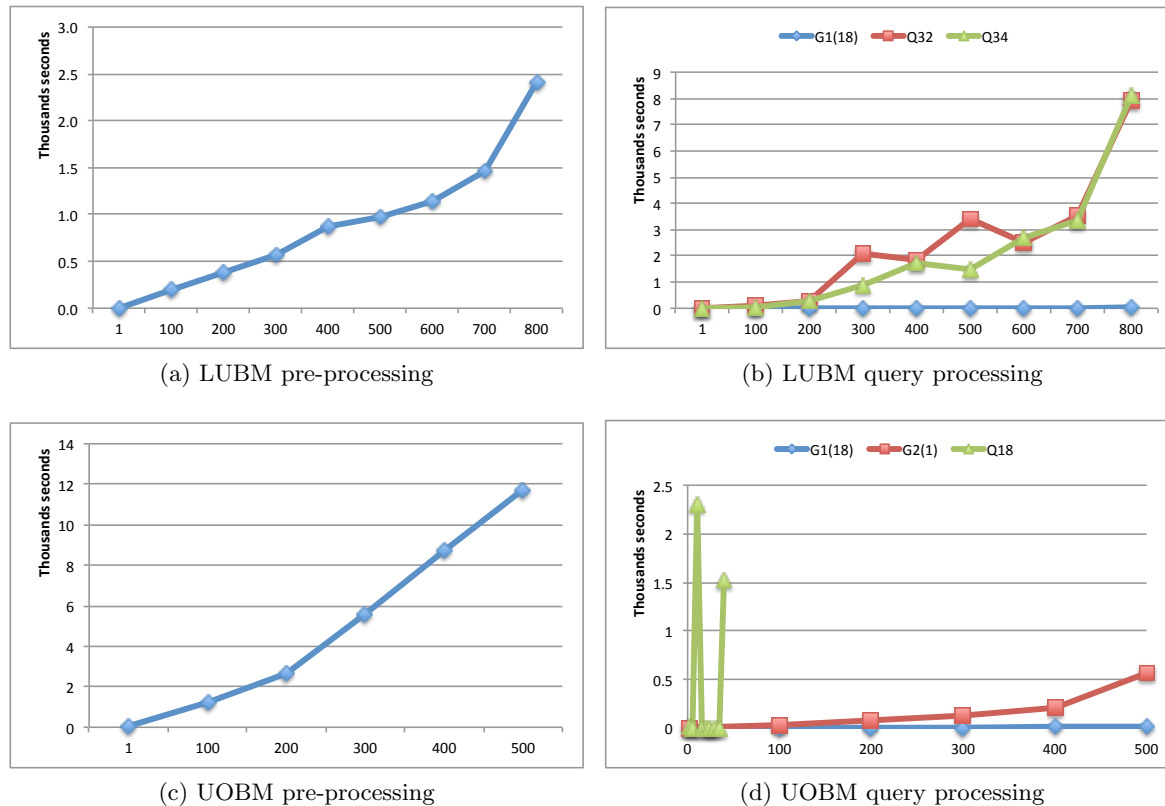 Thousands seconds
3.0
2.5
2.0
1.5
1.0
0.5
0.0
1 100 200 300 400 500 600 700 800
(a) LUBM pre-processing
G1(18) Q32 Q34
Thousands seconds
9
8
7
6
5
4
3
2
1
0
1 100 200 300 400 500 600 700 800
(b) LUBM query processing
Thousands seconds
14
12
10
8
6
4
2
0
1 100 200 300 400 500
(c) UOBM pre-processing
G1(18) G2(1) Q18
Thousands seconds
2.5
2
1.5
1
0.5
0
0 100 200 300 400 500
(d) UOBM query processing